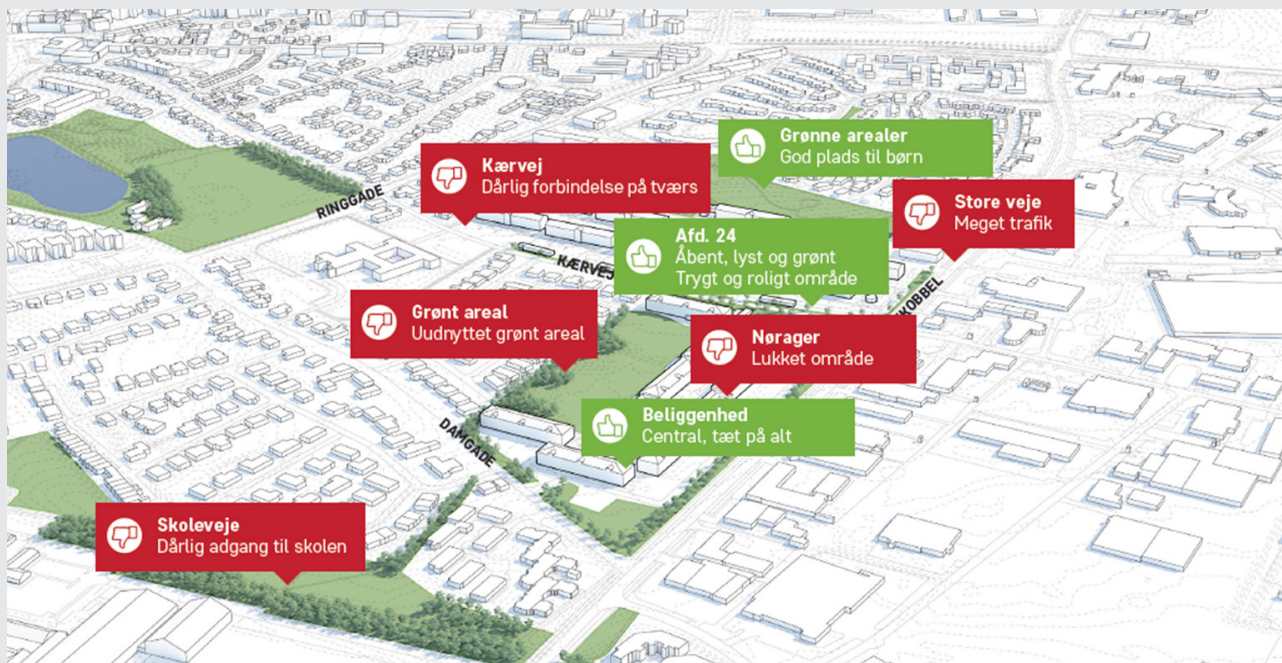 Grønne arealer
God plads til børn
Kærvej
Dårlig forbindelse på tværs
Store veje
Meget trafik
RINGGADE
Afd. 24
Åbent, lyst og grønt
Trygt og roligt område
KÆRVEJ
KOBBEL
Grønt areal
Uudnyttet grønt areal
Nørager
Lukket område
Beliggenhed
Central, tæt på alt
DAMGADE
Skoleveje
Dårlig adgang til skolen